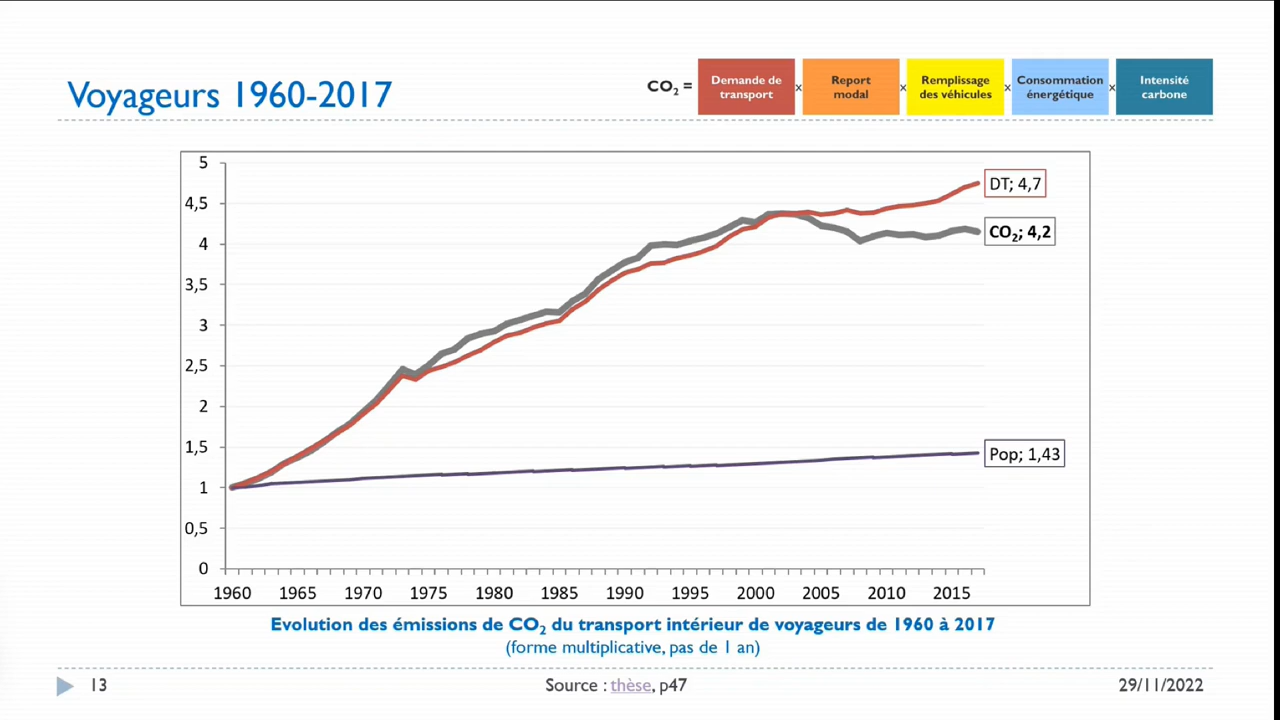 Voyageurs 1960-2017
CO₂ =
Demande de
transport
x
Report
modal
x
Remplissage
des véhicules
x
Consommation
énergétique
x
Intensité
carbone
5
4,5
4
3,5
3
2,5
2
1,5
1
0,5
0
DT; 4,7
CO₂; 4,2
Pop; 1,43
1960 1965 1970 1975 1980 1985 1990 1995 2000 2005 2010 2015
Evolution des émissions de CO₂ du transport intérieur de voyageurs de 1960 à 2017
(forme multiplicative, pas de 1 an)
13
Source : thèse, p47
29/11/2022